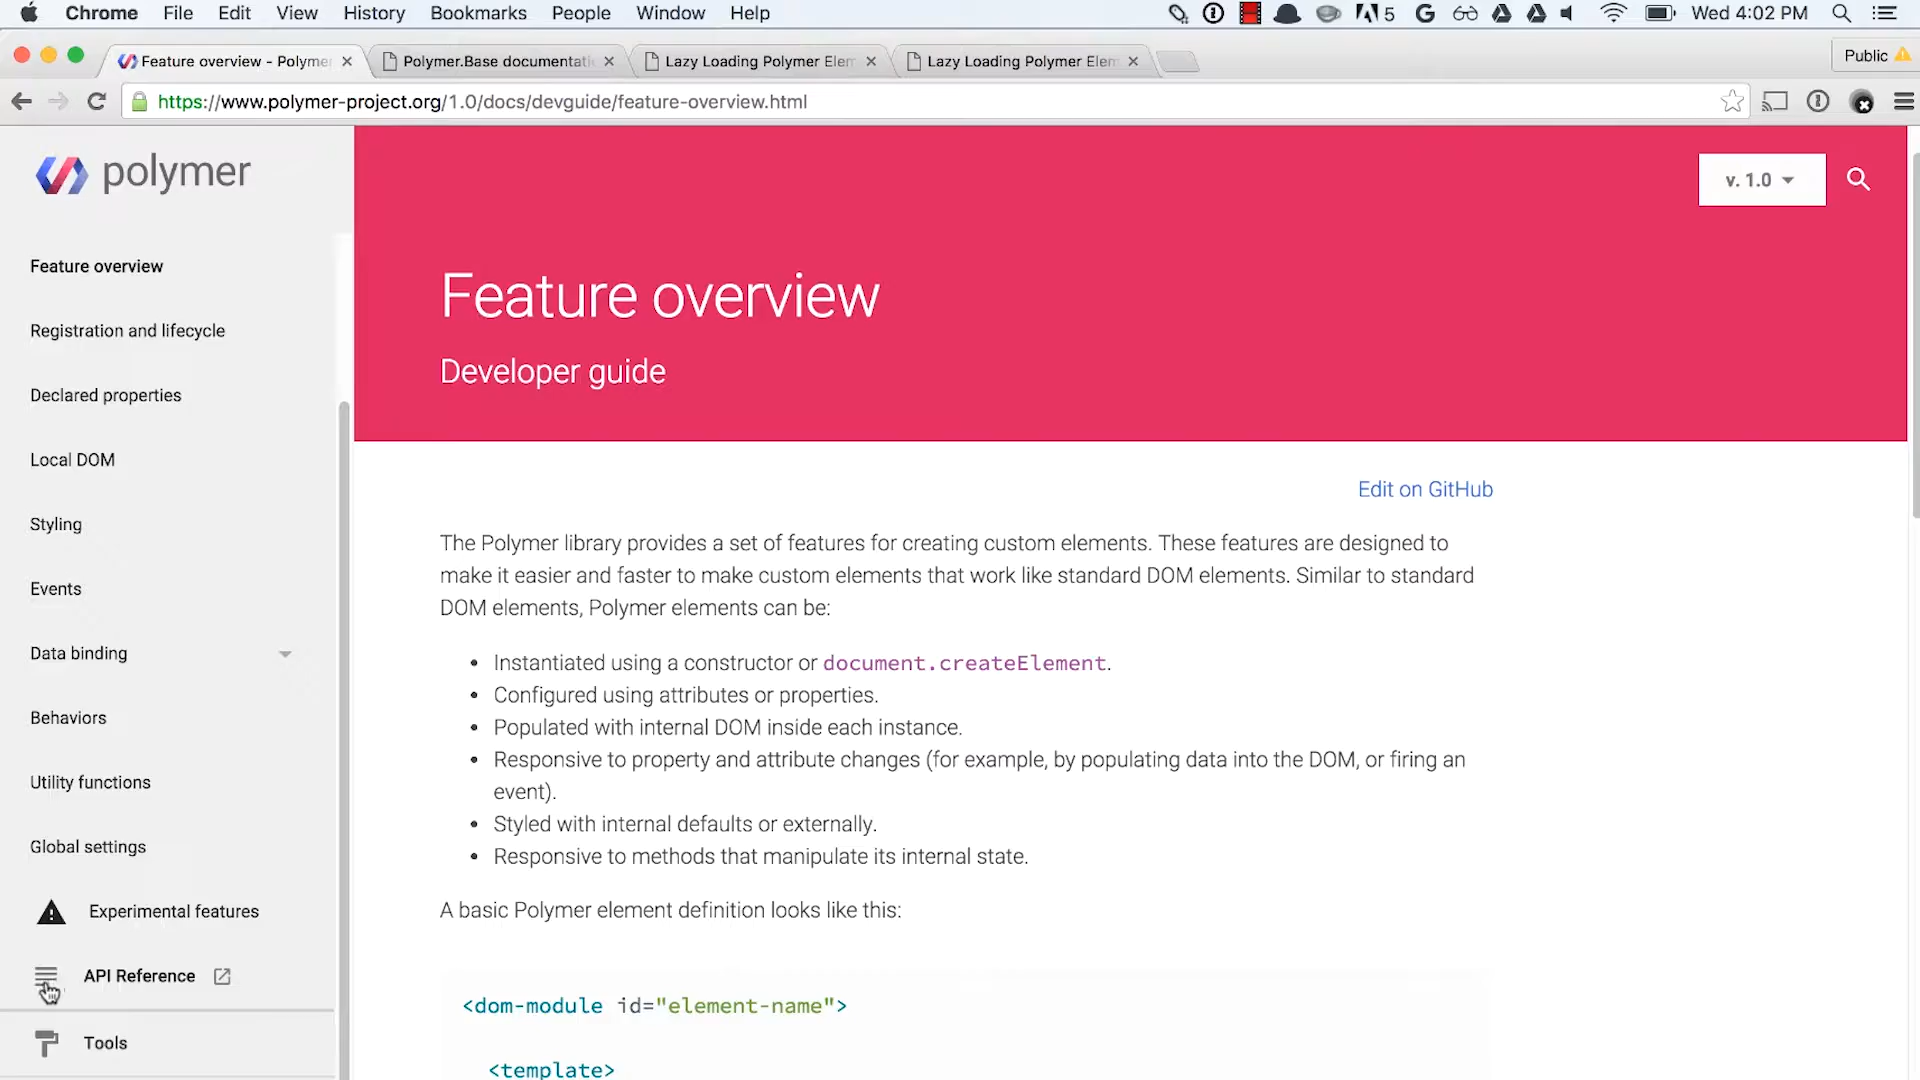 Chrome File Edit View History Bookmarks People Window Help 5 Wed 4:02 PM
Feature overview - Polymer Polymer.Base documentati Lazy Loading Polymer Elem Lazy Loading Polymer Elem Public
https://www.polymer-project.org/1.0/docs/devguide/feature-overview.html
polymer
v. 1.0
Feature overview
Registration and lifecycle
Declared properties
Local DOM
Styling
Events
Data binding
Behaviors
Utility functions
Global settings
Experimental features
API Reference
Tools
Feature overview
Developer guide
Edit on GitHub
The Polymer library provides a set of features for creating custom elements. These features are designed to
make it easier and faster to make custom elements that work like standard DOM elements. Similar to standard
DOM elements, Polymer elements can be:
• Instantiated using a constructor or document.createElement.
• Configured using attributes or properties.
• Populated with internal DOM inside each instance.
• Responsive to property and attribute changes (for example, by populating data into the DOM, or firing an
event).
• Styled with internal defaults or externally.
• Responsive to methods that manipulate its internal state.
A basic Polymer element definition looks like this:
<dom-module id="element-name">
<template>